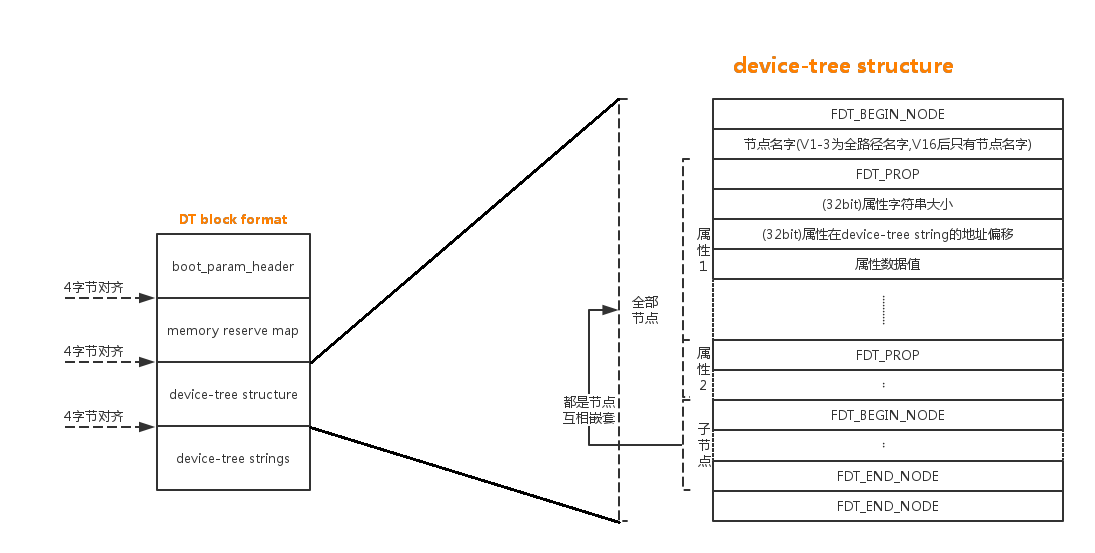 device-tree structure
DT block format
boot_param_header
4字节对齐
memory reserve map
4字节对齐
device-tree structure
4字节对齐
device-tree strings
全部
节点
都是节点
互相嵌套
属
性
1
属
性
2
子
节
点
FDT_BEGIN_NODE
节点名字(V1-3为全路径名字,V16后只有节点名字)
FDT_PROP
(32bit)属性字符串大小
(32bit)属性在device-tree string的地址偏移
属性数据值
FDT_PROP
:
FDT_BEGIN_NODE
:
FDT_END_NODE
FDT_END_NODE